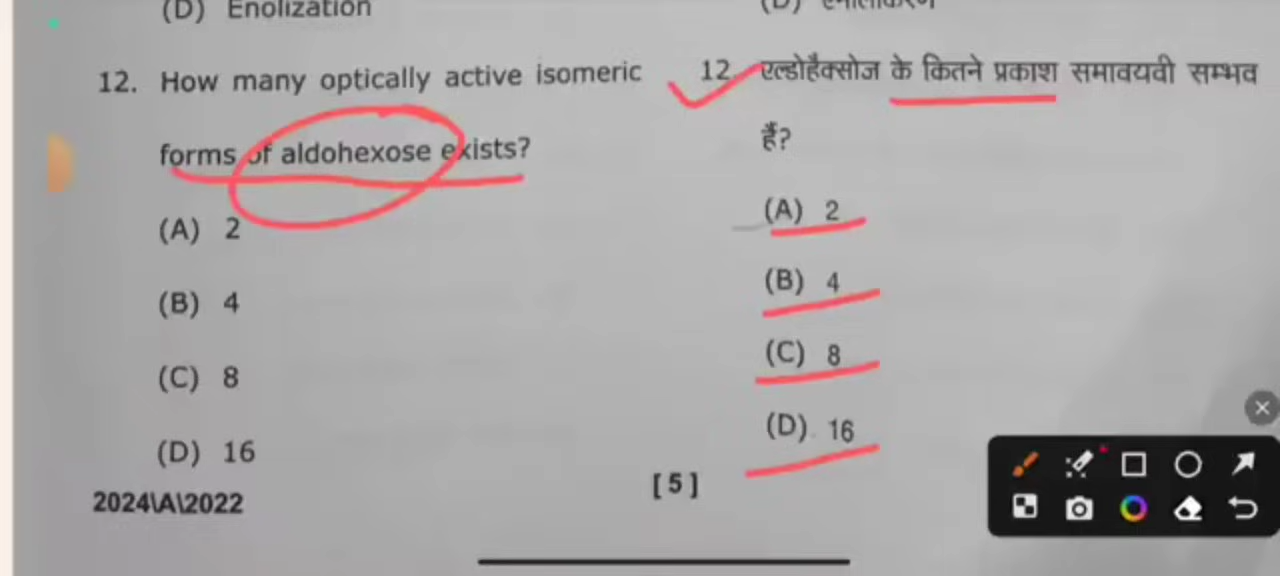 (D) Enolization
12. How many optically active isomeric
forms of aldohexose exists?
(A) 2
(B) 4
(C) 8
(D) 16
2024\A\2022
[5]
(D)
12. एल्डोहैक्सोज के कितने प्रकाश समावयवी सम्भव
हैं?
(A) 2
(B) 4
(C) 8
(D) 16